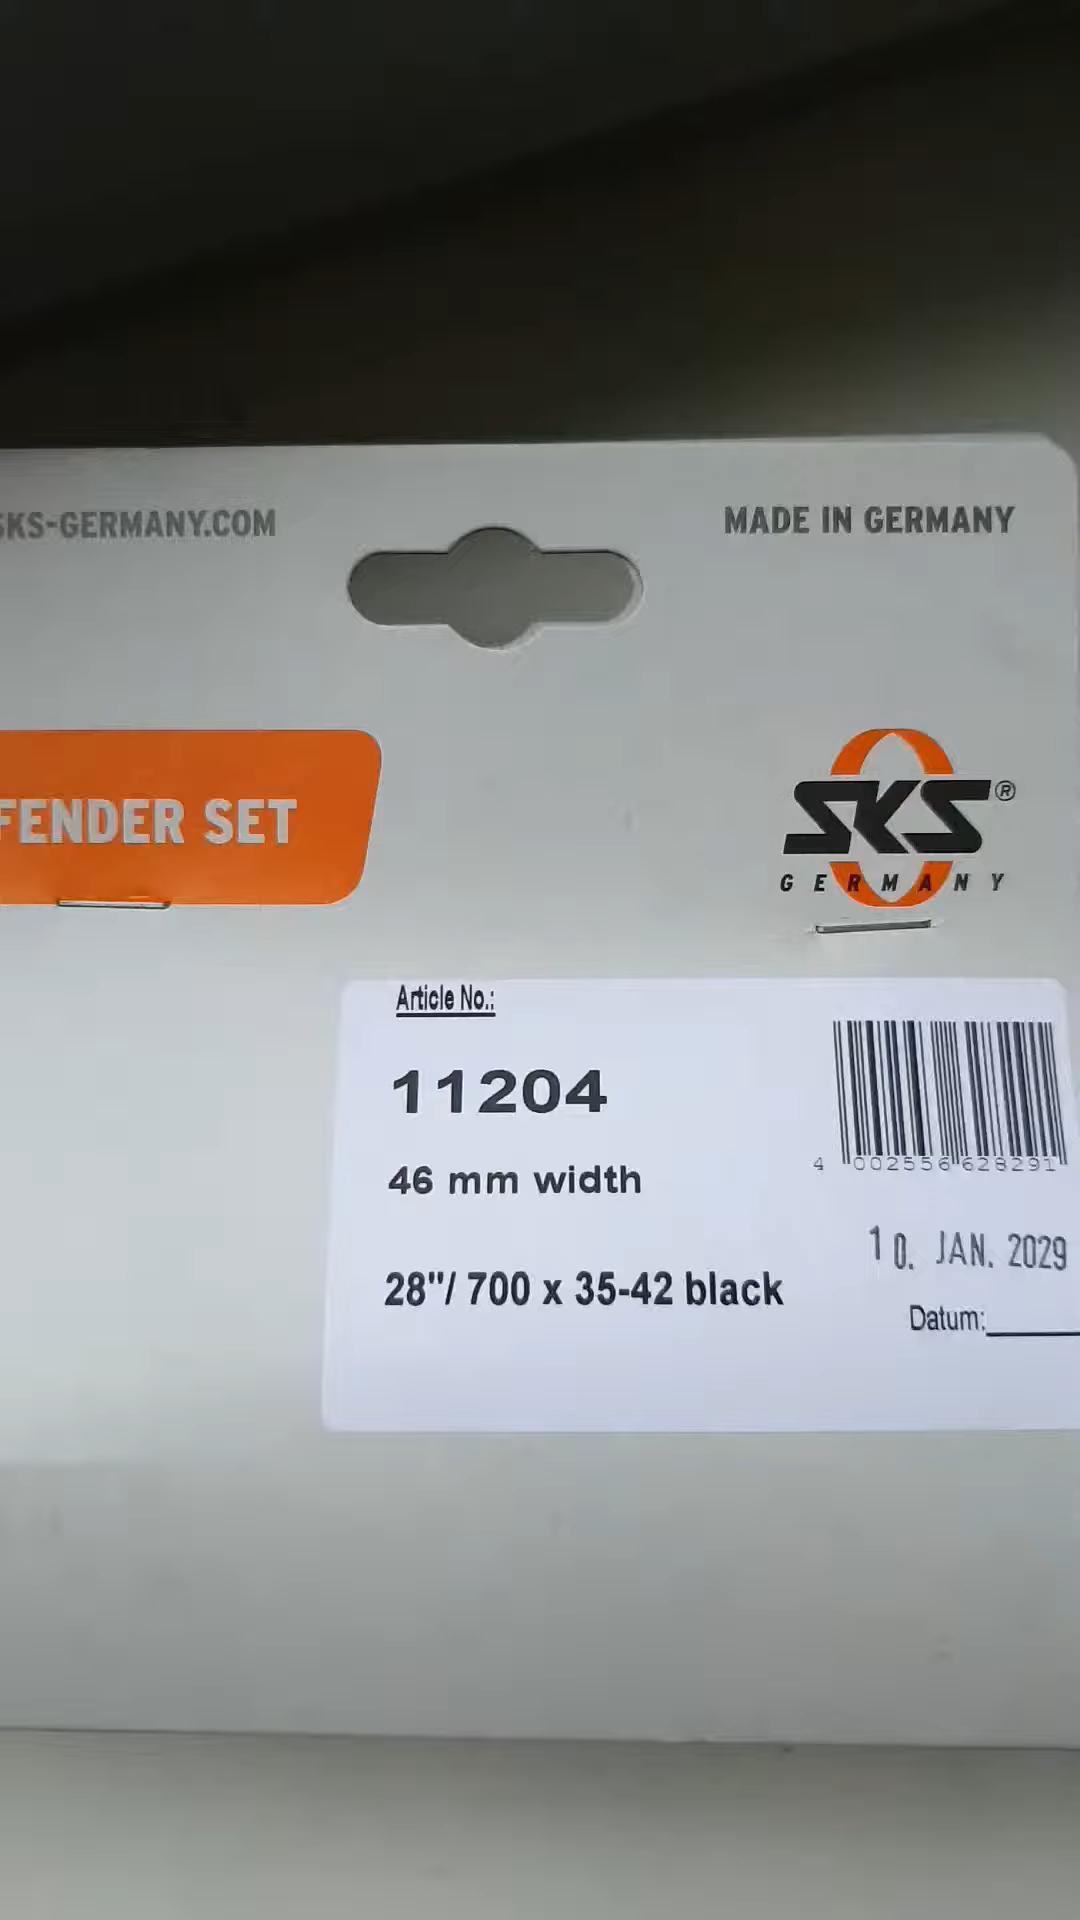 SKS-GERMANY.COM
MADE IN GERMANY
FENDER SET
SKS®
GERMANY
Article No.:
11204
46 mm width
28"/ 700 x 35-42 black
4 002556 628291
10. JAN. 2029
Datum: